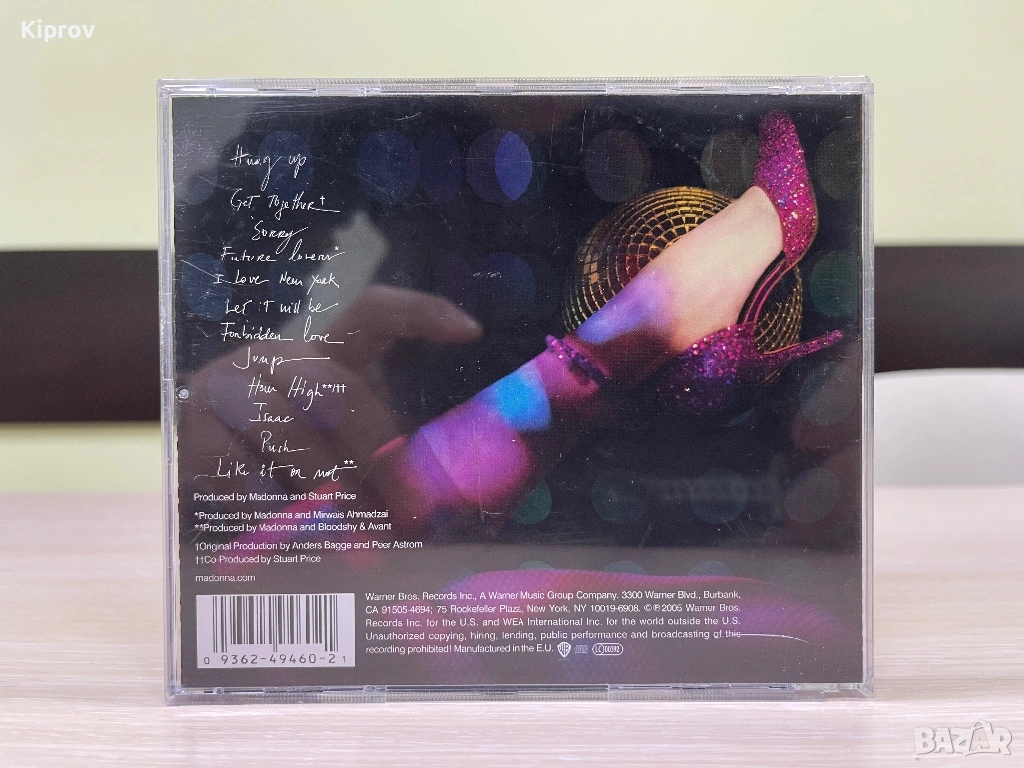 Kiprov
Hung up
Get Together†
Sorry
Future lovers*
I Love New York
Let it will be
Forbidden love
Jump
How High**/††
Isaac
Push
Like it or not**
Produced by Madonna and Stuart Price
*Produced by Madonna and Mirwais Ahmadzai
**Produced by Madonna and Bloodshy & Avant
†Original Production by Anders Bagge and Peer Astrom
††Co-Produced by Stuart Price
madonna.com
Warner Bros. Records Inc., A Warner Music Group Company. 3300 Warner Blvd., Burbank,
CA 91505-4694; 75 Rockefeller Plaza, New York, NY 10019-6908. ©℗2005 Warner Bros.
Records Inc. for the U.S. and WEA International Inc. for the world outside the U.S.
Unauthorized copying, hiring, lending, public performance and broadcasting of this
recording prohibited! Manufactured in the E.U. WB LC 00392
0 9362-49460-2 1
BAZAR